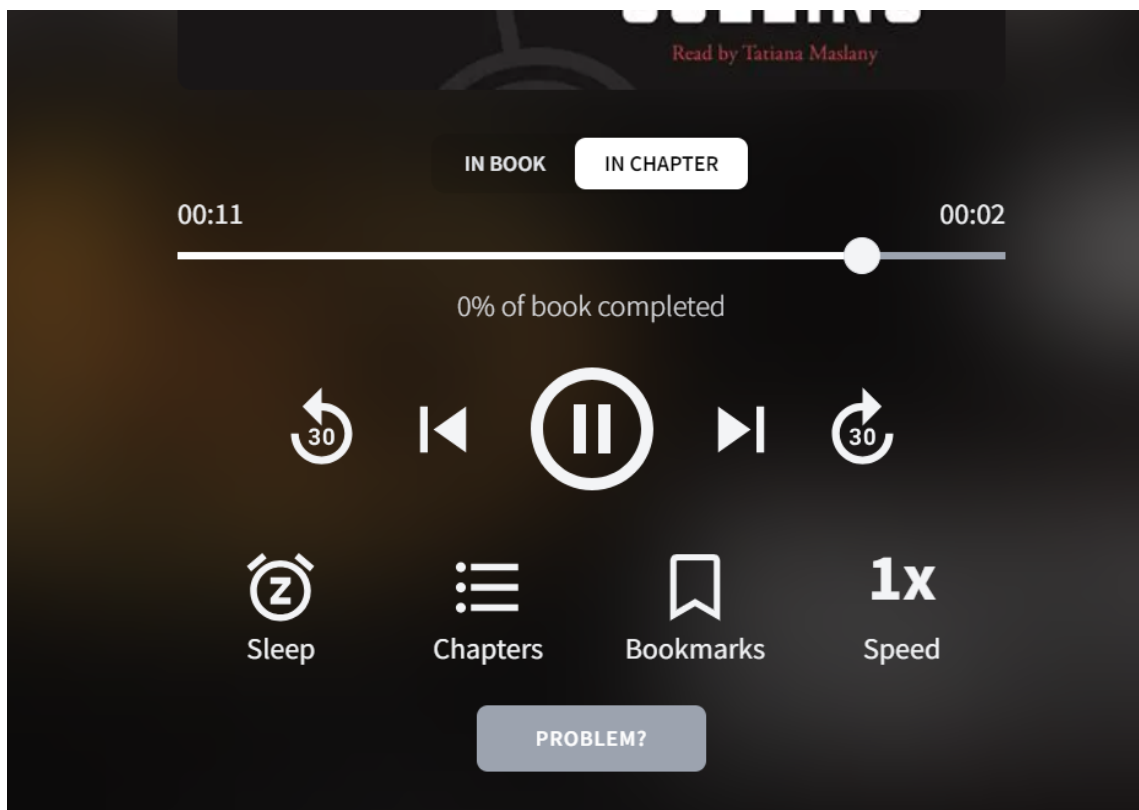 Read by Tatiana Maslany
IN BOOK
IN CHAPTER
00:11
00:02
0% of book completed
30
30
Z
1x
Sleep
Chapters
Bookmarks
Speed
PROBLEM?